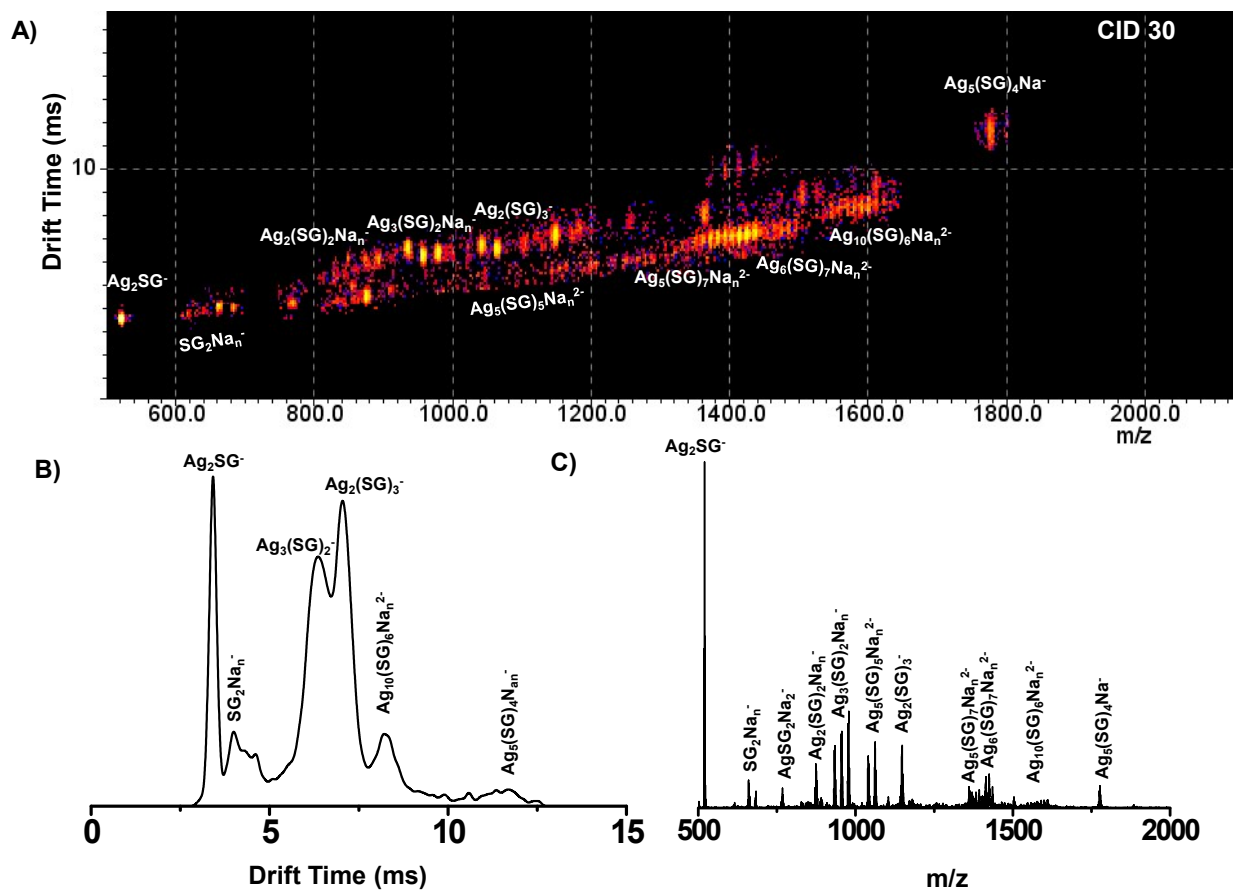 A)
CID 30
Ag5(SG)4Na-
Ag2(SG)2Nan-
Ag3(SG)2Nan-
Ag2(SG)3-
Ag2SG-
SG2Nan-
Ag5(SG)5Nan2-
Ag5(SG)7Nan2-
Ag6(SG)7Nan2-
Ag10(SG)6Nan2-
Drift Time (ms)
10
600.0 800.0 1000.0 1200.0 1400.0 1600.0 1800.0 2000.0
m/z
B)
Ag2SG-
SG2Nan-
Ag3(SG)2-
Ag2(SG)3-
Ag10(SG)6Nan2-
Ag5(SG)4Nan-
0 5 10 15
Drift Time (ms)
C)
Ag2SG-
SG2Nan-
AgSG2Na2-
Ag2(SG)2Nan-
Ag3(SG)2Nan-
Ag5(SG)5Nan2-
Ag2(SG)3-
Ag5(SG)7Nan2-
Ag6(SG)7Nan2-
Ag10(SG)6Nan2-
Ag5(SG)4Na-
500 1000 1500 2000
m/z